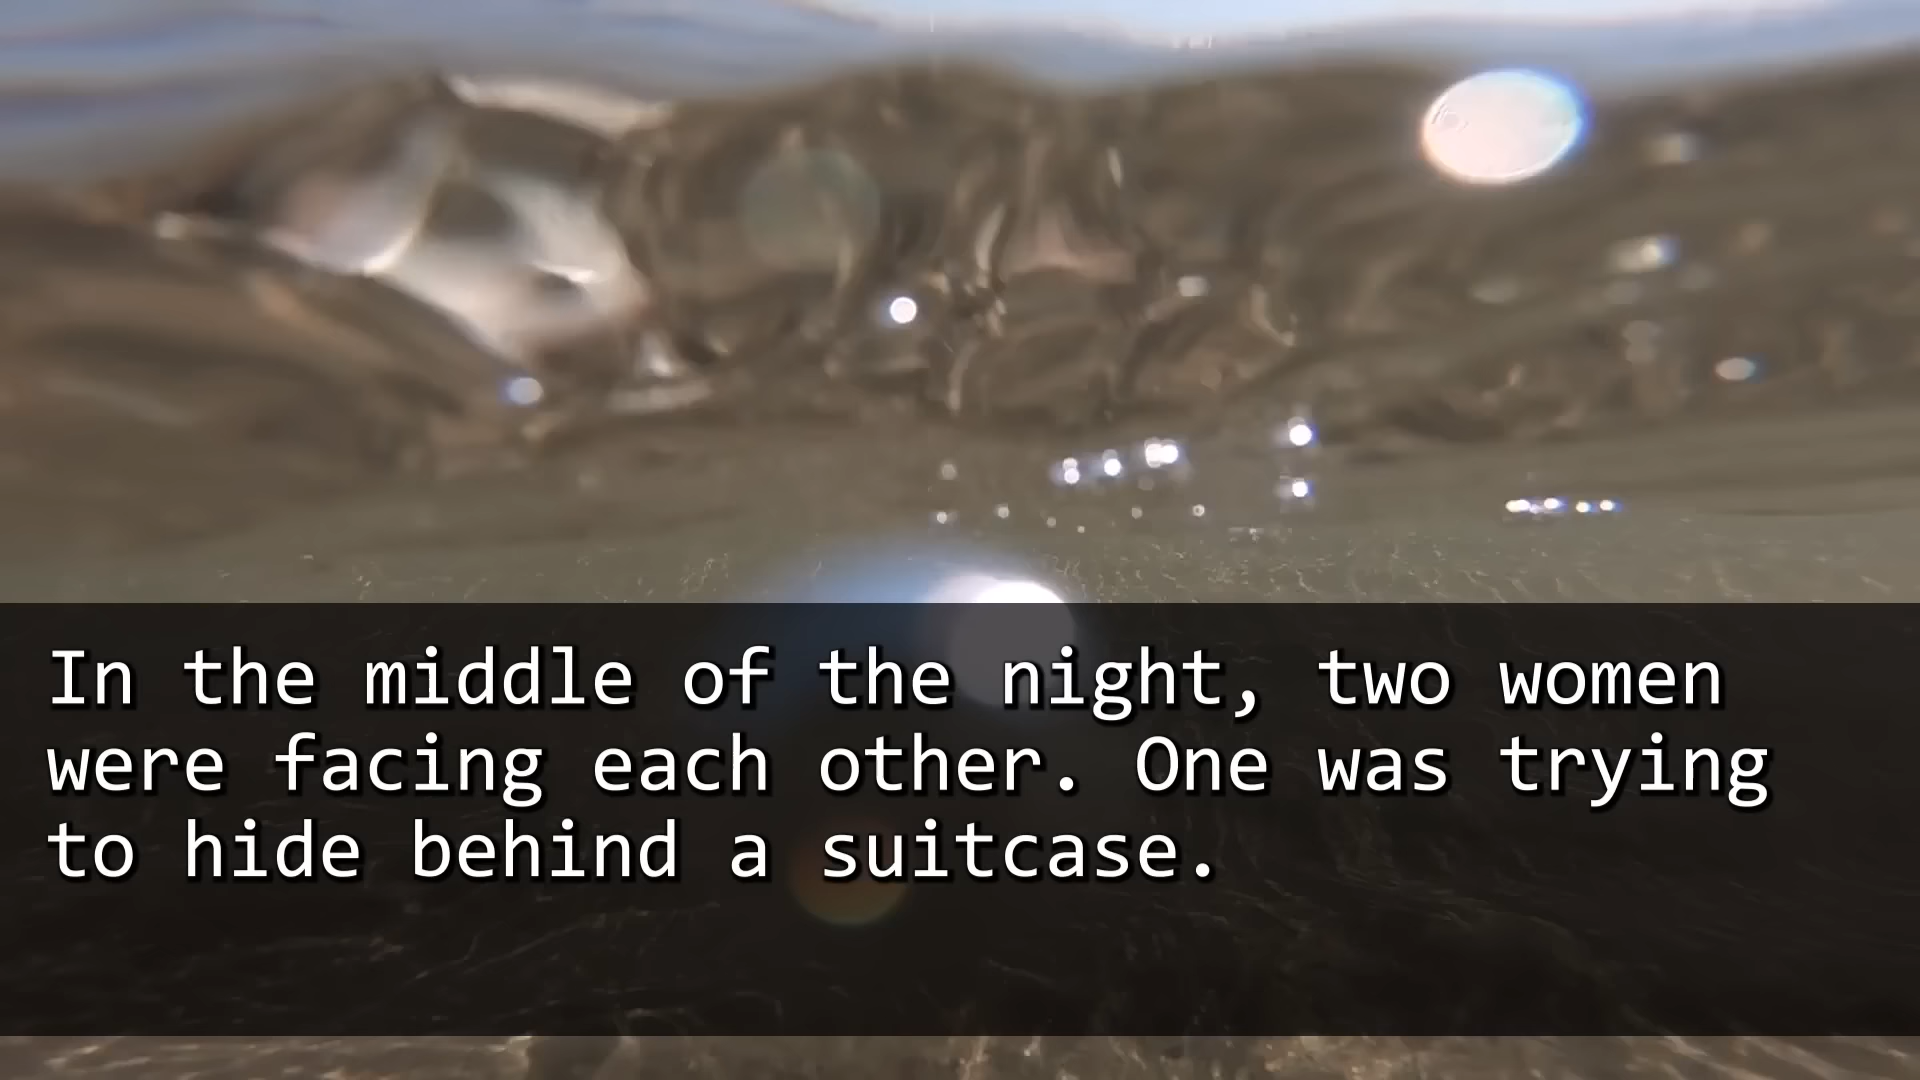 In the middle of the night, two women
were facing each other. One was trying
to hide behind a suitcase.